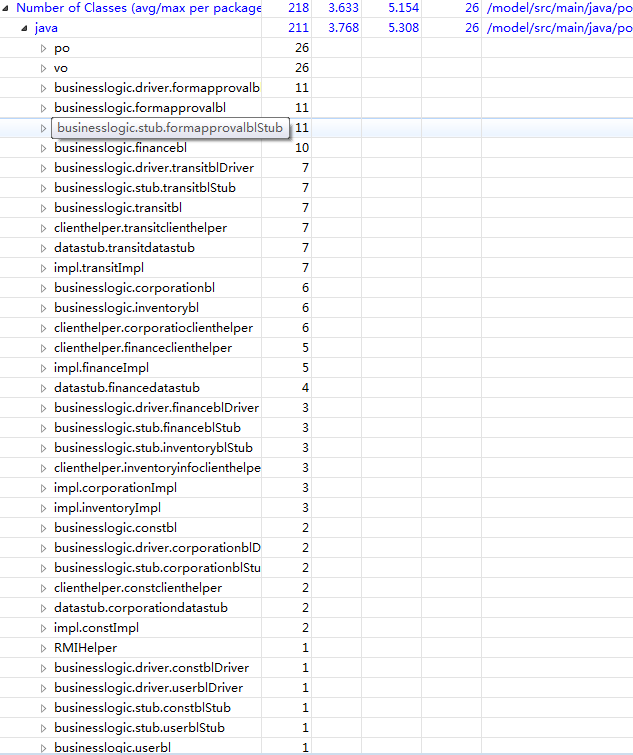 Number of Classes (avg/max per package 218 3.633 5.154 26 /model/src/main/java/po
java 211 3.768 5.308 26 /model/src/main/java/po
po 26
vo 26
businesslogic.driver.formapprovalb 11
businesslogic.formapprovalbl 11
businesslogic.stub.formapprovalblStub 11
businesslogic.financebl 10
businesslogic.driver.transitblDriver 7
businesslogic.stub.transitblStub 7
businesslogic.transitbl 7
clienthelper.transitclienthelper 7
datastub.transitdatastub 7
impl.transitImpl 7
businesslogic.corporationbl 6
businesslogic.inventorybl 6
clienthelper.corporatioclienthelper 6
clienthelper.financeclienthelper 5
impl.financeImpl 5
datastub.financedatastub 4
businesslogic.driver.financeblDriver 3
businesslogic.stub.financeblStub 3
businesslogic.stub.inventoryblStub 3
clienthelper.inventoryinfoclienthelpe 3
impl.corporationImpl 3
impl.inventoryImpl 3
businesslogic.constbl 2
businesslogic.driver.corporationblD 2
businesslogic.stub.corporationblStu 2
clienthelper.constclienthelper 2
datastub.corporationdatastub 2
impl.constImpl 2
RMIHelper 1
businesslogic.driver.constblDriver 1
businesslogic.driver.userblDriver 1
businesslogic.stub.constblStub 1
businesslogic.stub.userblStub 1
businesslogic.userbl 1